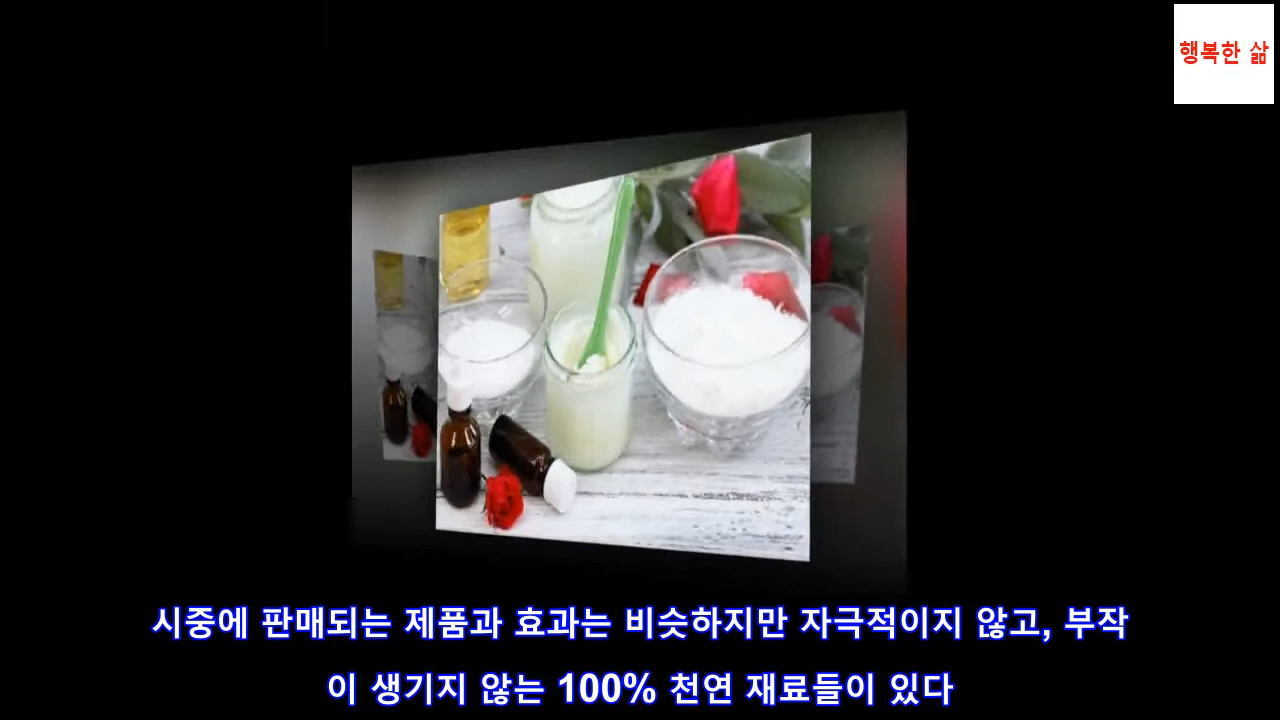 행복한 삶
시중에 판매되는 제품과 효과는 비슷하지만 자극적이지 않고, 부작
이 생기지 않는 100% 천연 재료들이 있다